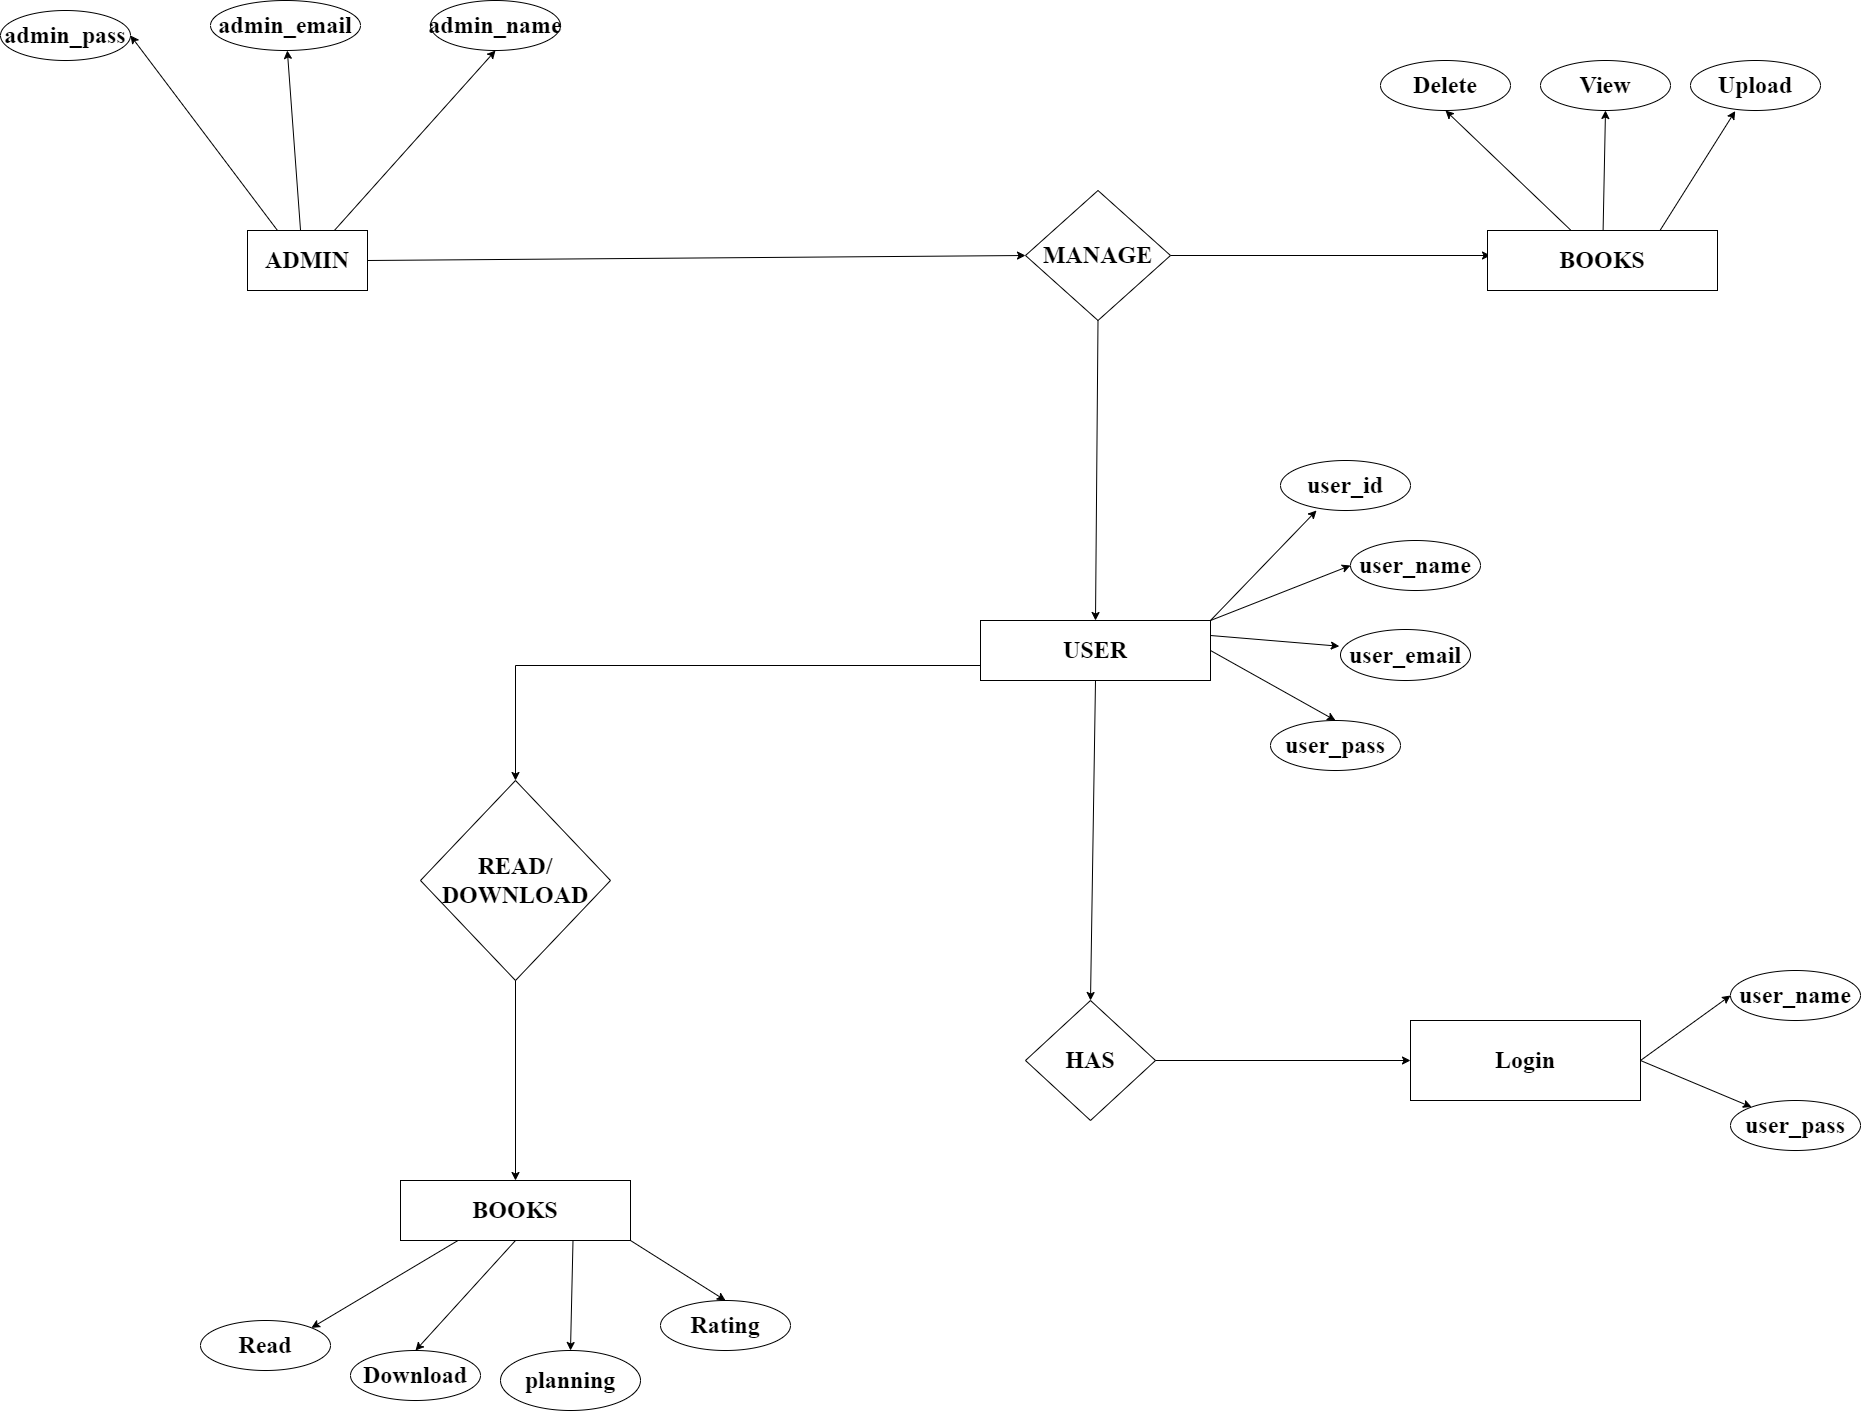 admin_pass
admin_email
admin_name
Delete
View
Upload
ADMIN
MANAGE
BOOKS
user_id
user_name
user_email
user_pass
USER
READ/
DOWNLOAD
HAS
Login
user_name
user_pass
BOOKS
Read
Download
planning
Rating